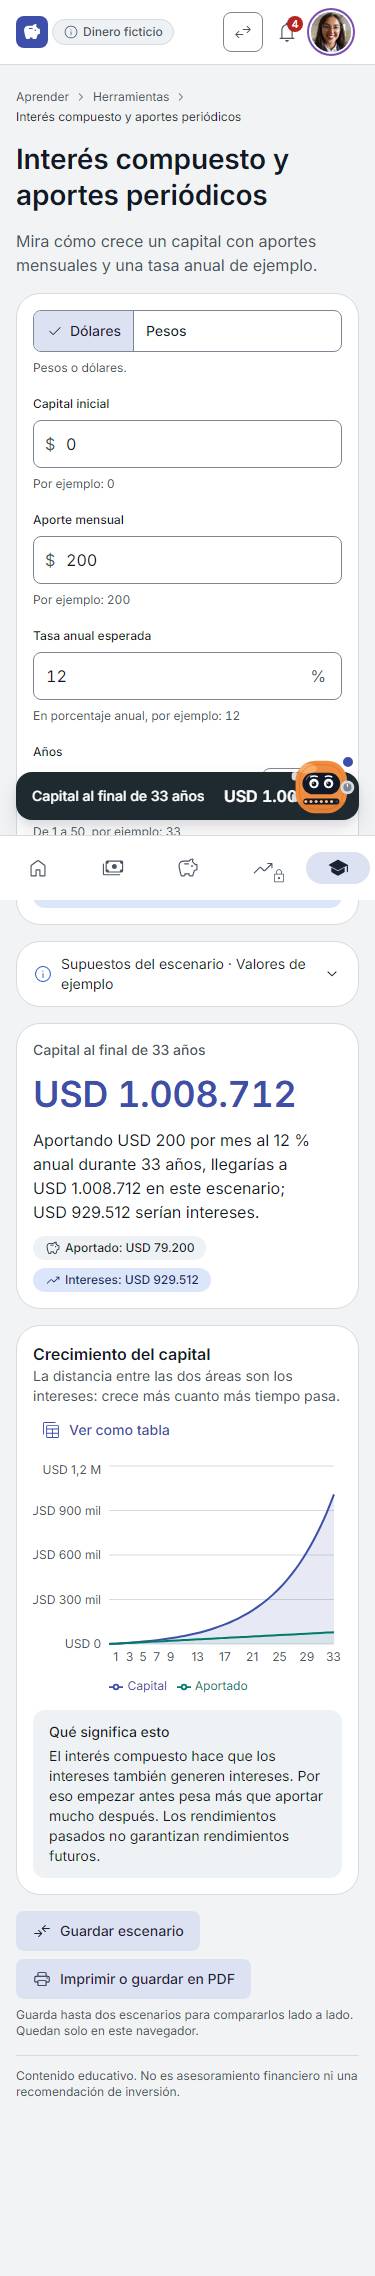 Dinero ficticio
4
Aprender
Herramientas
Interés compuesto y aportes periódicos
Interés compuesto y
aportes periódicos
Mira cómo crece un capital con aportes
mensuales y una tasa anual de ejemplo.
Dólares
Pesos
Pesos o dólares.
Capital inicial
$ 0
Por ejemplo: 0
Aporte mensual
$ 200
Por ejemplo: 200
Tasa anual esperada
12 %
En porcentaje anual, por ejemplo: 12
Años
Capital al final de 33 años
USD 1.00
De 1 a 50, por ejemplo: 33
Supuestos del escenario · Valores de
ejemplo
Capital al final de 33 años
USD 1.008.712
Aportando USD 200 por mes al 12 %
anual durante 33 años, llegarías a
USD 1.008.712 en este escenario;
USD 929.512 serían intereses.
Aportado: USD 79.200
Intereses: USD 929.512
Crecimiento del capital
La distancia entre las dos áreas son los
intereses: crece más cuanto más tiempo pasa.
Ver como tabla
USD 1,2 M
USD 900 mil
USD 600 mil
USD 300 mil
USD 0
1 3 5 7 9 13 17 21 25 29 33
Capital
Aportado
Qué significa esto
El interés compuesto hace que los
intereses también generen intereses. Por
eso empezar antes pesa más que aportar
mucho después. Los rendimientos
pasados no garantizan rendimientos
futuros.
Guardar escenario
Imprimir o guardar en PDF
Guarda hasta dos escenarios para compararlos lado a lado.
Quedan solo en este navegador.
Contenido educativo. No es asesoramiento financiero ni una
recomendación de inversión.